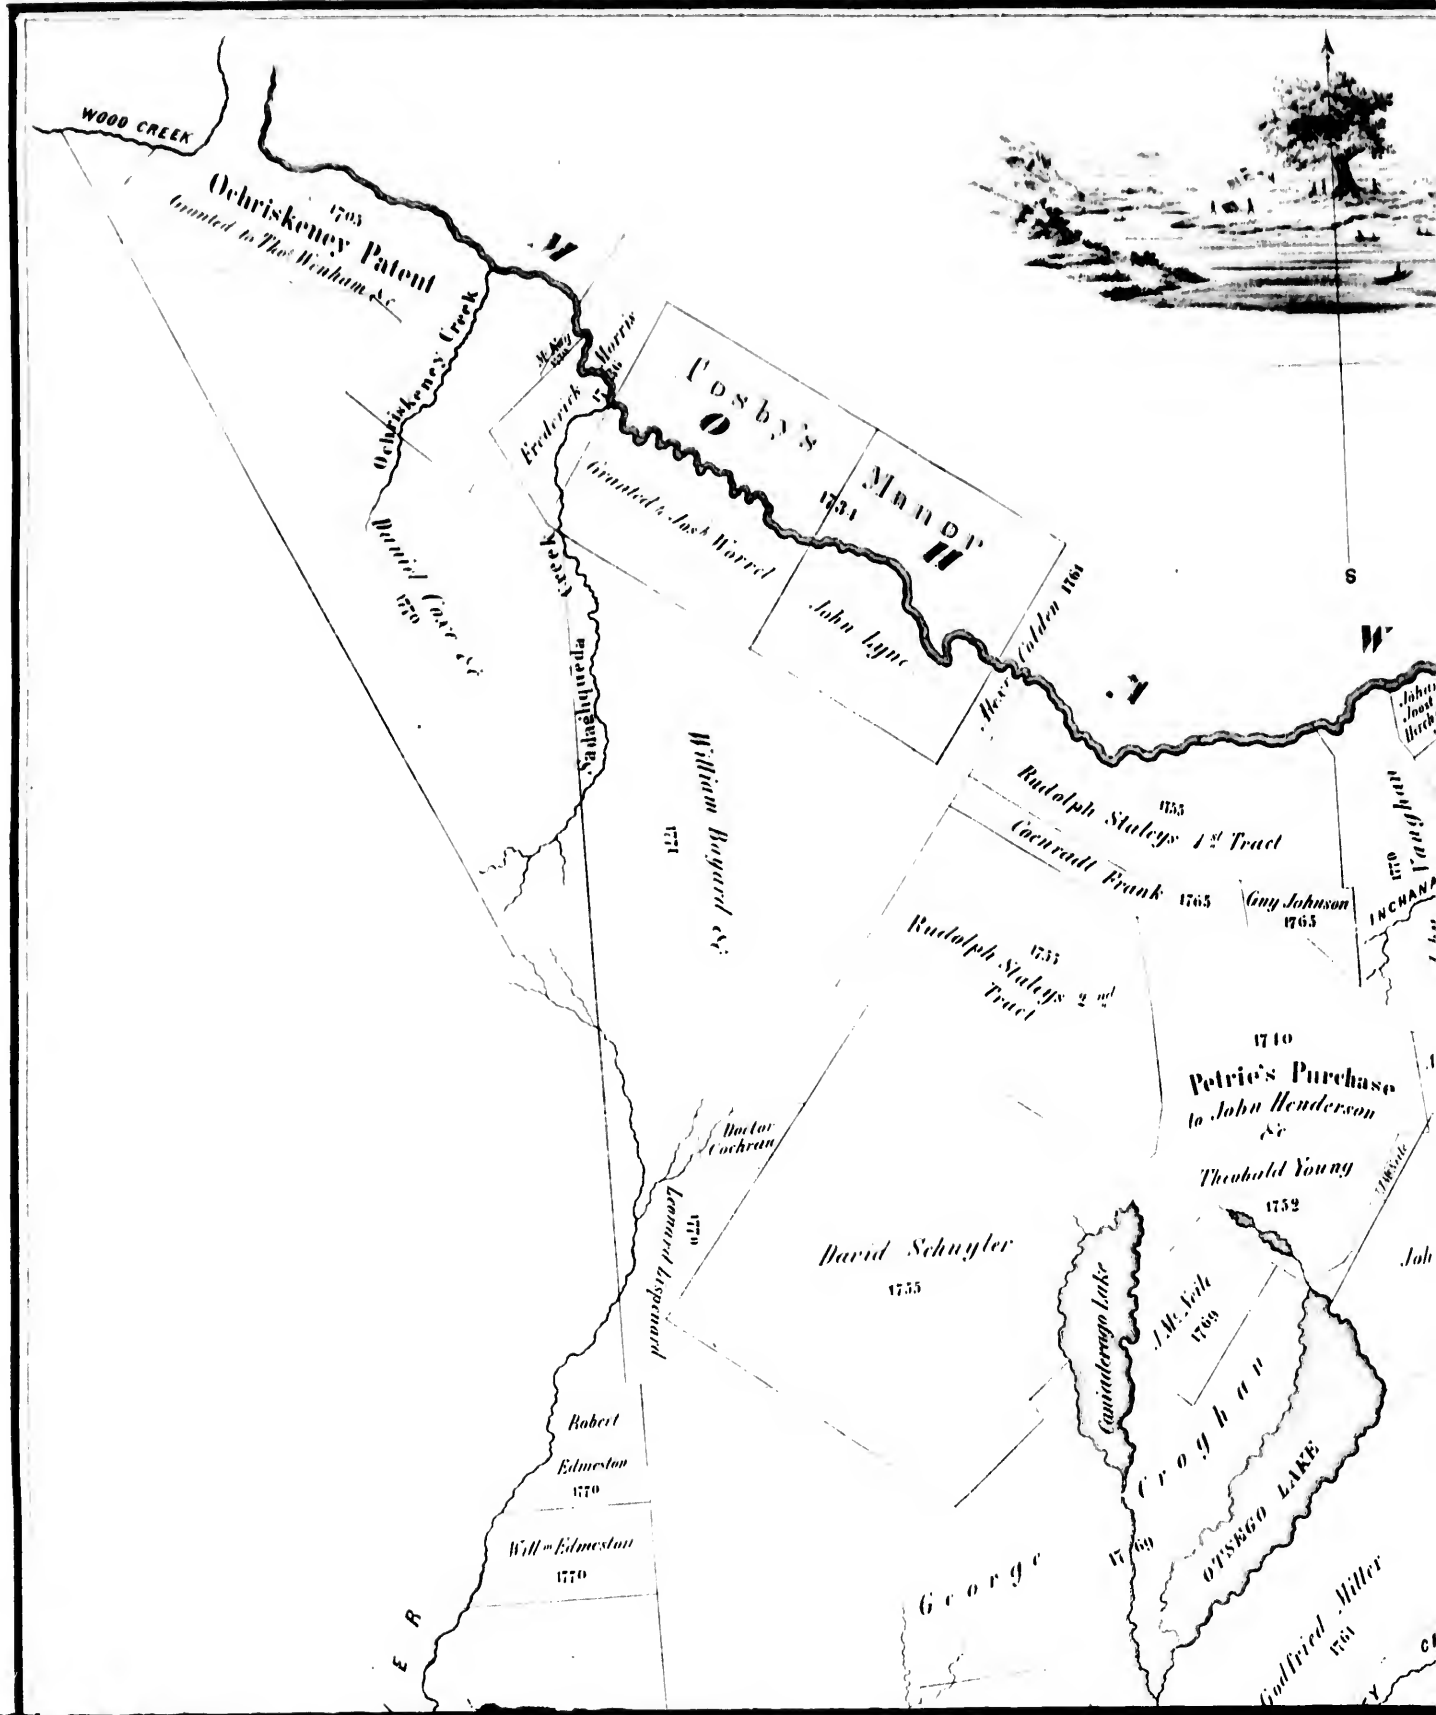 WOOD CREEK
1705
Ochriskeney Patent
Granted to Thos Wenham &c
Ochriskeney Creek
M
O
H
A
W
Frederick Morris
Cosby's
Manor
1734
Granted to Josh Worrel
John Lyne
Alexr Colden 1761
S
Daniel Coxe &c
1770
Creek
Sadaghqueda
William Bayard &c
1771
1755
Rudolph Staleys 1st Tract
Coenradt Frank 1765
Guy Johnson
1765
1770
Vaughan
1755
Rudolph Staleys 2nd
Tract
1740
Petrie's Purchase
to John Henderson
&c
Theobald Young
1752
Doctor
Cochran
Leonard Lispenard
1770
David Schuyler
1755
Caniaderago Lake
J McNeile
1769
Robert
Edmeston
1770
Willm Edmeston
1770
George Croghan
1769
OTSEGO LAKE
Godfried Miller
1761
E R